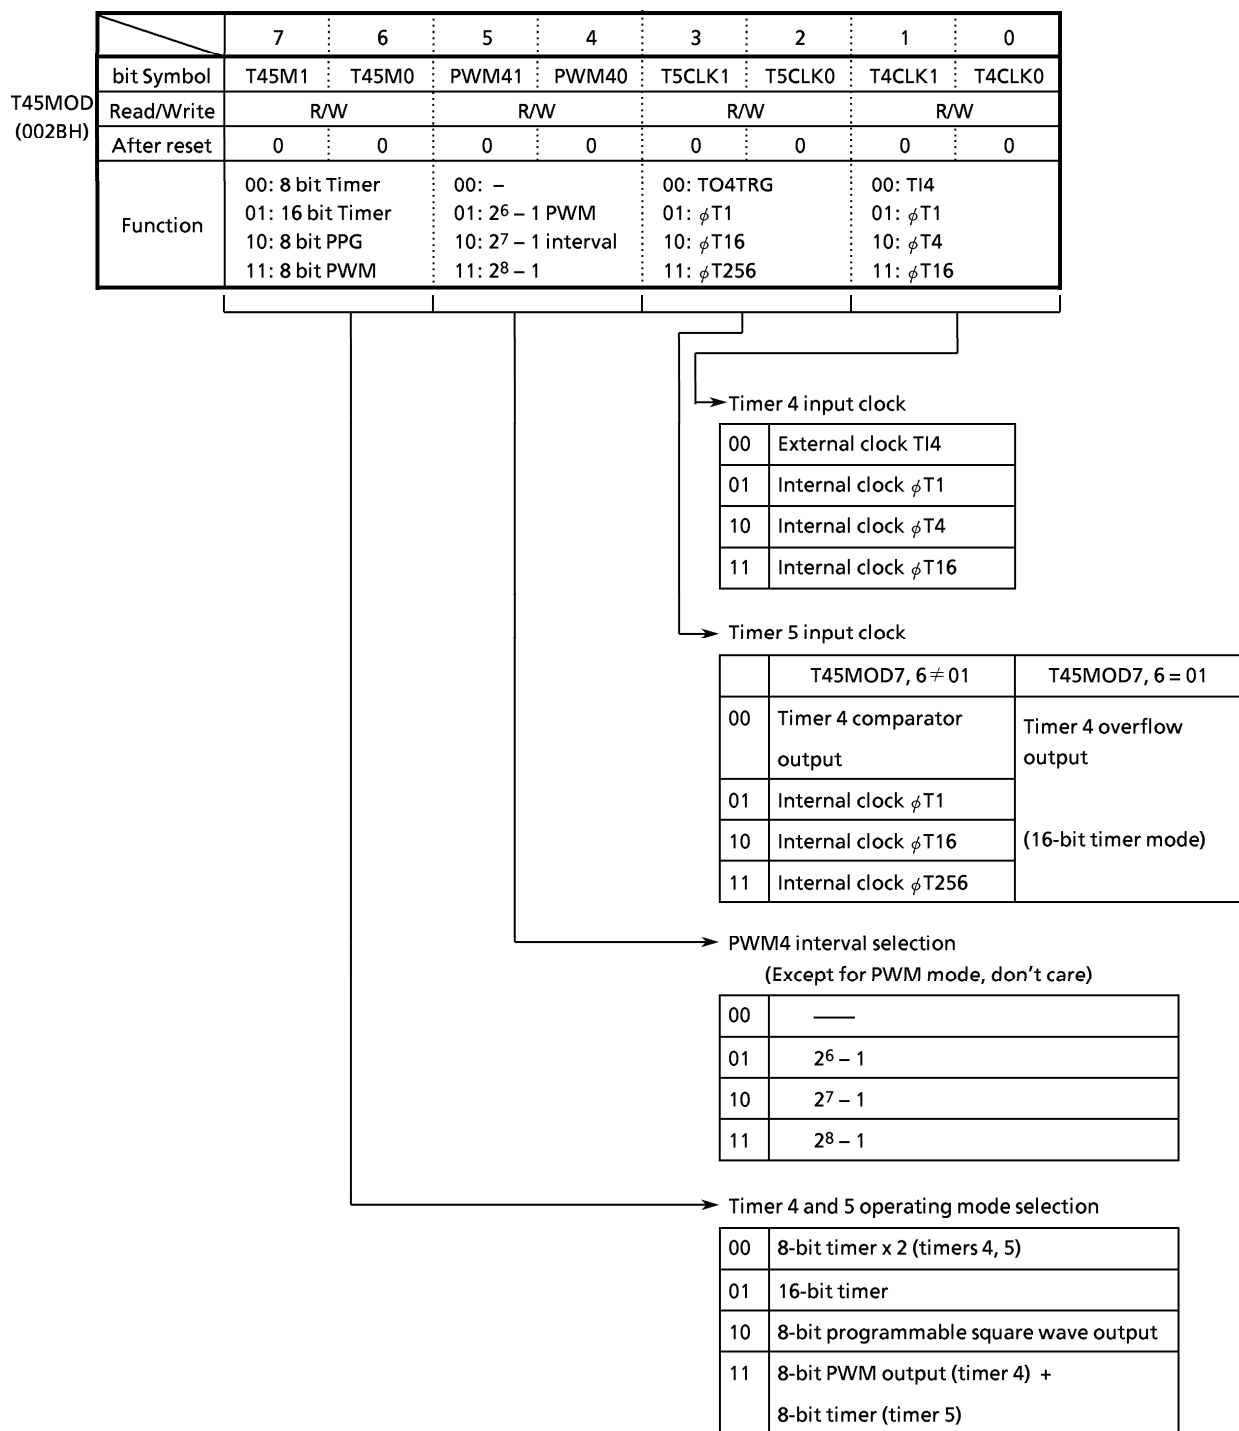 7 6 5 4 3 2 1 0
bit Symbol T45M1 T45M0 PWM41 PWM40 T5CLK1 T5CLK0 T4CLK1 T4CLK0
T45MOD
(002BH)
Read/Write R/W R/W R/W R/W
After reset 0 0 0 0 0 0 0 0
Function
00: 8 bit Timer 00: – 00: TO4TRG 00: TI4
01: 16 bit Timer 01: 2⁶ – 1 PWM 01: ϕT1 01: ϕT1
10: 8 bit PPG 10: 2⁷ – 1 interval 10: ϕT16 10: ϕT4
11: 8 bit PWM 11: 2⁸ – 1 11: ϕT256 11: ϕT16
Timer 4 input clock
00 External clock TI4
01 Internal clock ϕT1
10 Internal clock ϕT4
11 Internal clock ϕT16
Timer 5 input clock
T45MOD7, 6 ≠ 01 T45MOD7, 6 = 01
00 Timer 4 comparator
output
Timer 4 overflow
output
01 Internal clock ϕT1
10 Internal clock ϕT16 (16-bit timer mode)
11 Internal clock ϕT256
PWM4 interval selection
(Except for PWM mode, don't care)
00 ——
01 2⁶ – 1
10 2⁷ – 1
11 2⁸ – 1
Timer 4 and 5 operating mode selection
00 8-bit timer x 2 (timers 4, 5)
01 16-bit timer
10 8-bit programmable square wave output
11 8-bit PWM output (timer 4) +
8-bit timer (timer 5)